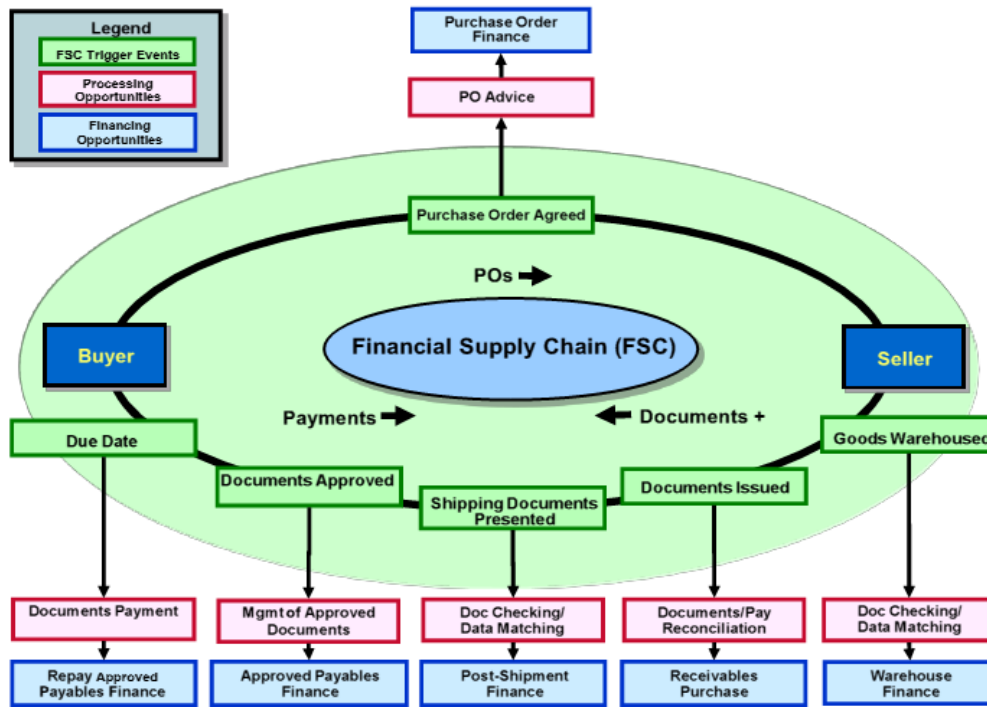 Legend
FSC Trigger Events
Processing
Opportunities
Financing
Opportunities
Purchase Order
Finance
PO Advice
Purchase Order Agreed
POs
Buyer
Financial Supply Chain (FSC)
Seller
Payments
Documents +
Due Date
Documents Approved
Shipping Documents
Presented
Documents Issued
Goods Warehoused
Documents Payment
Mgmt of Approved
Documents
Doc Checking/
Data Matching
Documents/Pay
Reconciliation
Doc Checking/
Data Matching
Repay Approved
Payables Finance
Approved Payables
Finance
Post-Shipment
Finance
Receivables
Purchase
Warehouse
Finance